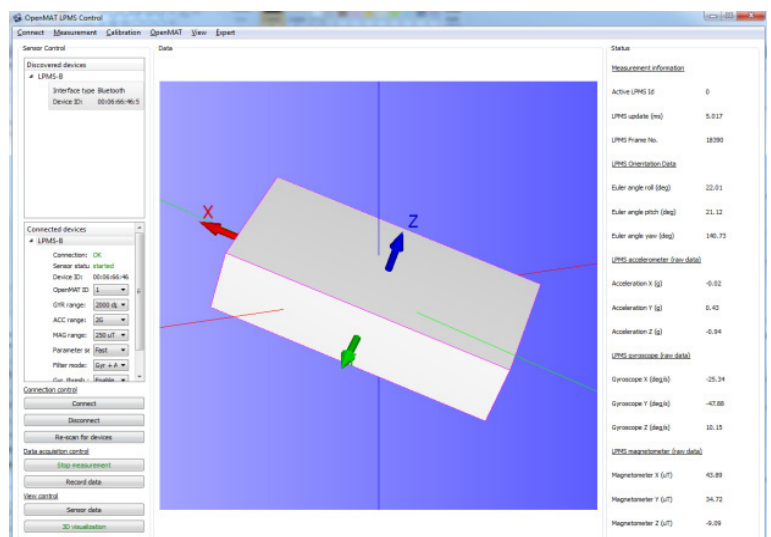 OpenMAT LPMS Control
Connect Measurement Calibration OpenMAT View Expert
Sensor Control
Discovered devices
LPMS-B
Interface type Bluetooth
Device ID: 00:06:66:46:5
Connected devices
LPMS-B
Connection: OK
Sensor statu started
Device ID: 00:06:66:46
OpenMAT ID 1
GYR range: 2000 d
ACC range: 2G
MAG range: 250 uT
Parameter se Fast
Filter mode: Gyr + A
Gyr. thresh.: Enable
Connection control
Connect
Disconnect
Re-scan for devices
Data acquisition control
Stop measurement
Record data
View control
Sensor data
3D visualization
Data
X
Z
Status
Measurement information
Active LPMS Id 0
LPMS update (ms) 5.017
LPMS Frame No. 18390
LPMS Orientation Data
Euler angle roll (deg) 22.01
Euler angle pitch (deg) 21.12
Euler angle yaw (deg) 140.73
LPMS accelerometer (raw data)
Acceleration X (g) -0.02
Acceleration Y (g) 0.43
Acceleration Z (g) -0.94
LPMS gyroscope (raw data)
Gyroscope X (deg/s) -25.34
Gyroscope Y (deg/s) -47.88
Gyroscope Z (deg/s) 10.15
LPMS magnetometer (raw data)
Magnetometer X (uT) 43.89
Magnetometer Y (uT) 34.72
Magnetometer Z (uT) -9.09